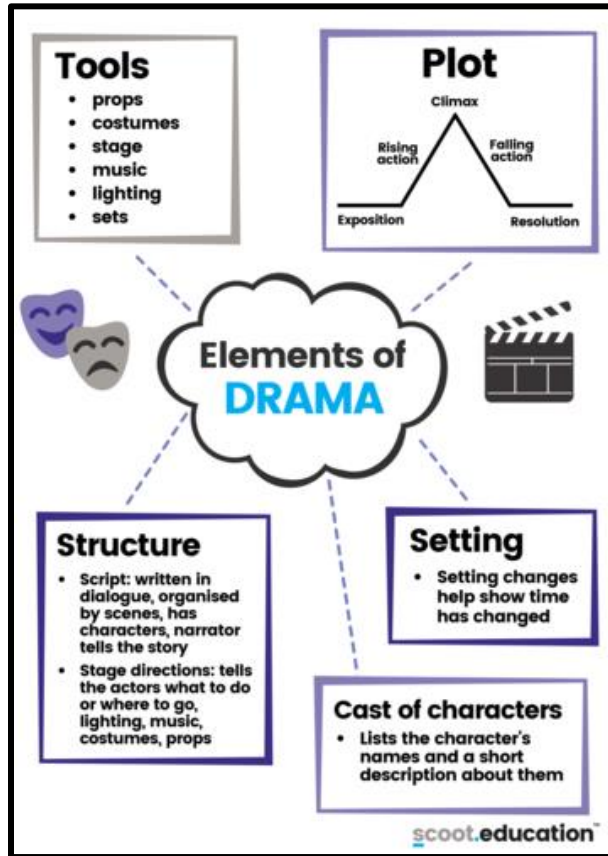 Tools
• props
• costumes
• stage
• music
• lighting
• sets
Plot
Climax
Rising
action
Falling
action
Exposition
Resolution
Elements of
DRAMA
Structure
• Script: written in
dialogue, organised
by scenes, has
characters, narrator
tells the story
• Stage directions: tells
the actors what to do
or where to go,
lighting, music,
costumes, props
Setting
• Setting changes
help show time
has changed
Cast of characters
• Lists the character's
names and a short
description about them
scoot.education™